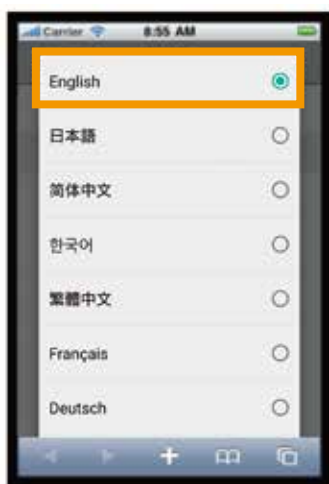 Carrier 8:55 AM
English
日本語
简体中文
한국어
繁體中文
Français
Deutsch